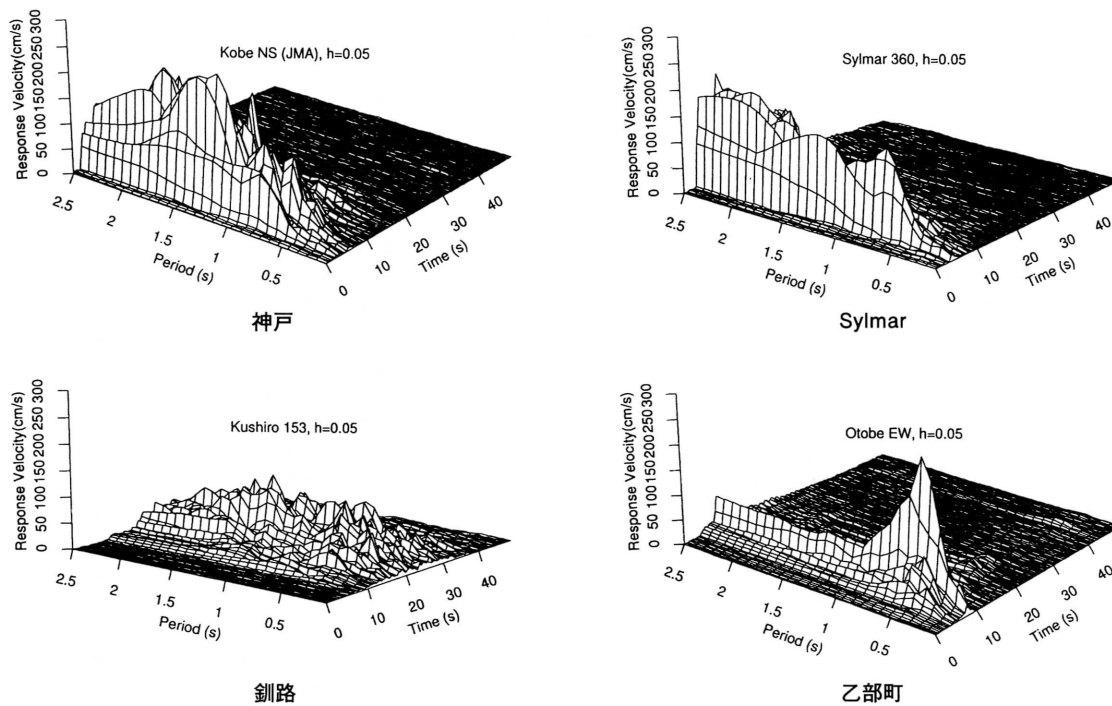 Response Velocity(cm/s)
0 50 100 150 200 250 300
Kobe NS (JMA), h=0.05
2.5 2 1.5 1 0.5
Period (s)
0 10 20 30 40
Time (s)
神戸
Response Velocity(cm/s)
0 50 100 150 200 250 300
Sylmar 360, h=0.05
2.5 2 1.5 1 0.5
Period (s)
0 10 20 30 40
Time (s)
Sylmar
Response Velocity(cm/s)
0 50 100 150 200 250 300
Kushiro 153, h=0.05
2.5 2 1.5 1 0.5
Period (s)
0 10 20 30 40
Time (s)
釧路
Response Velocity(cm/s)
0 50 100 150 200 250 300
Otobe EW, h=0.05
2.5 2 1.5 1 0.5
Period (s)
0 10 20 30 40
Time (s)
乙部町